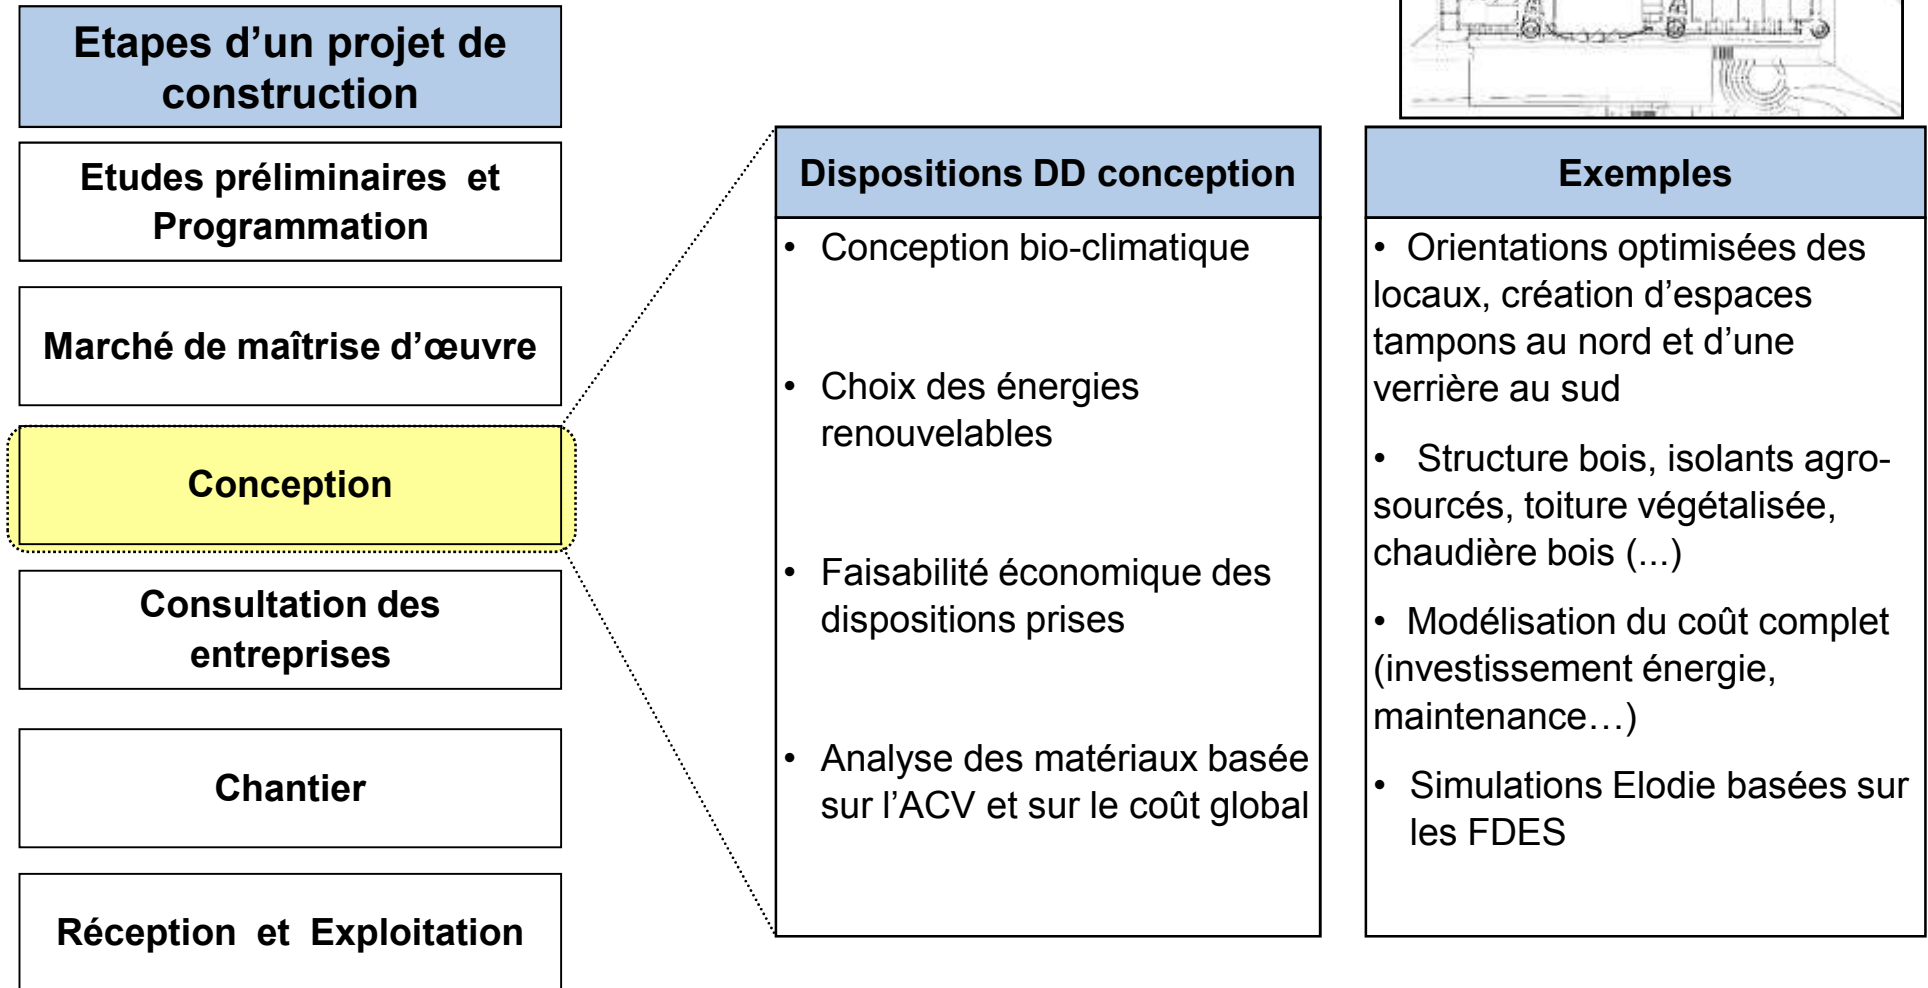 Etapes d’un projet de
construction
Etudes préliminaires et
Programmation
Marché de maîtrise d’œuvre
Conception
Consultation des
entreprises
Chantier
Réception et Exploitation
Dispositions DD conception
• Conception bio-climatique
• Choix des énergies
renouvelables
• Faisabilité économique des
dispositions prises
• Analyse des matériaux basée
sur l’ACV et sur le coût global
Exemples
• Orientations optimisées des
locaux, création d’espaces
tampons au nord et d’une
verrière au sud
• Structure bois, isolants agro-
sourcés, toiture végétalisée,
chaudière bois (...)
• Modélisation du coût complet
(investissement énergie,
maintenance…)
• Simulations Elodie basées sur
les FDES